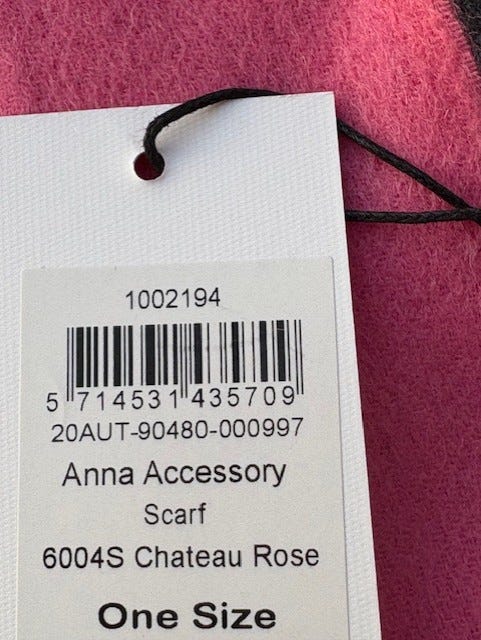 1002194
5 714531 435709
20AUT-90480-000997
Anna Accessory
Scarf
6004S Chateau Rose
One Size